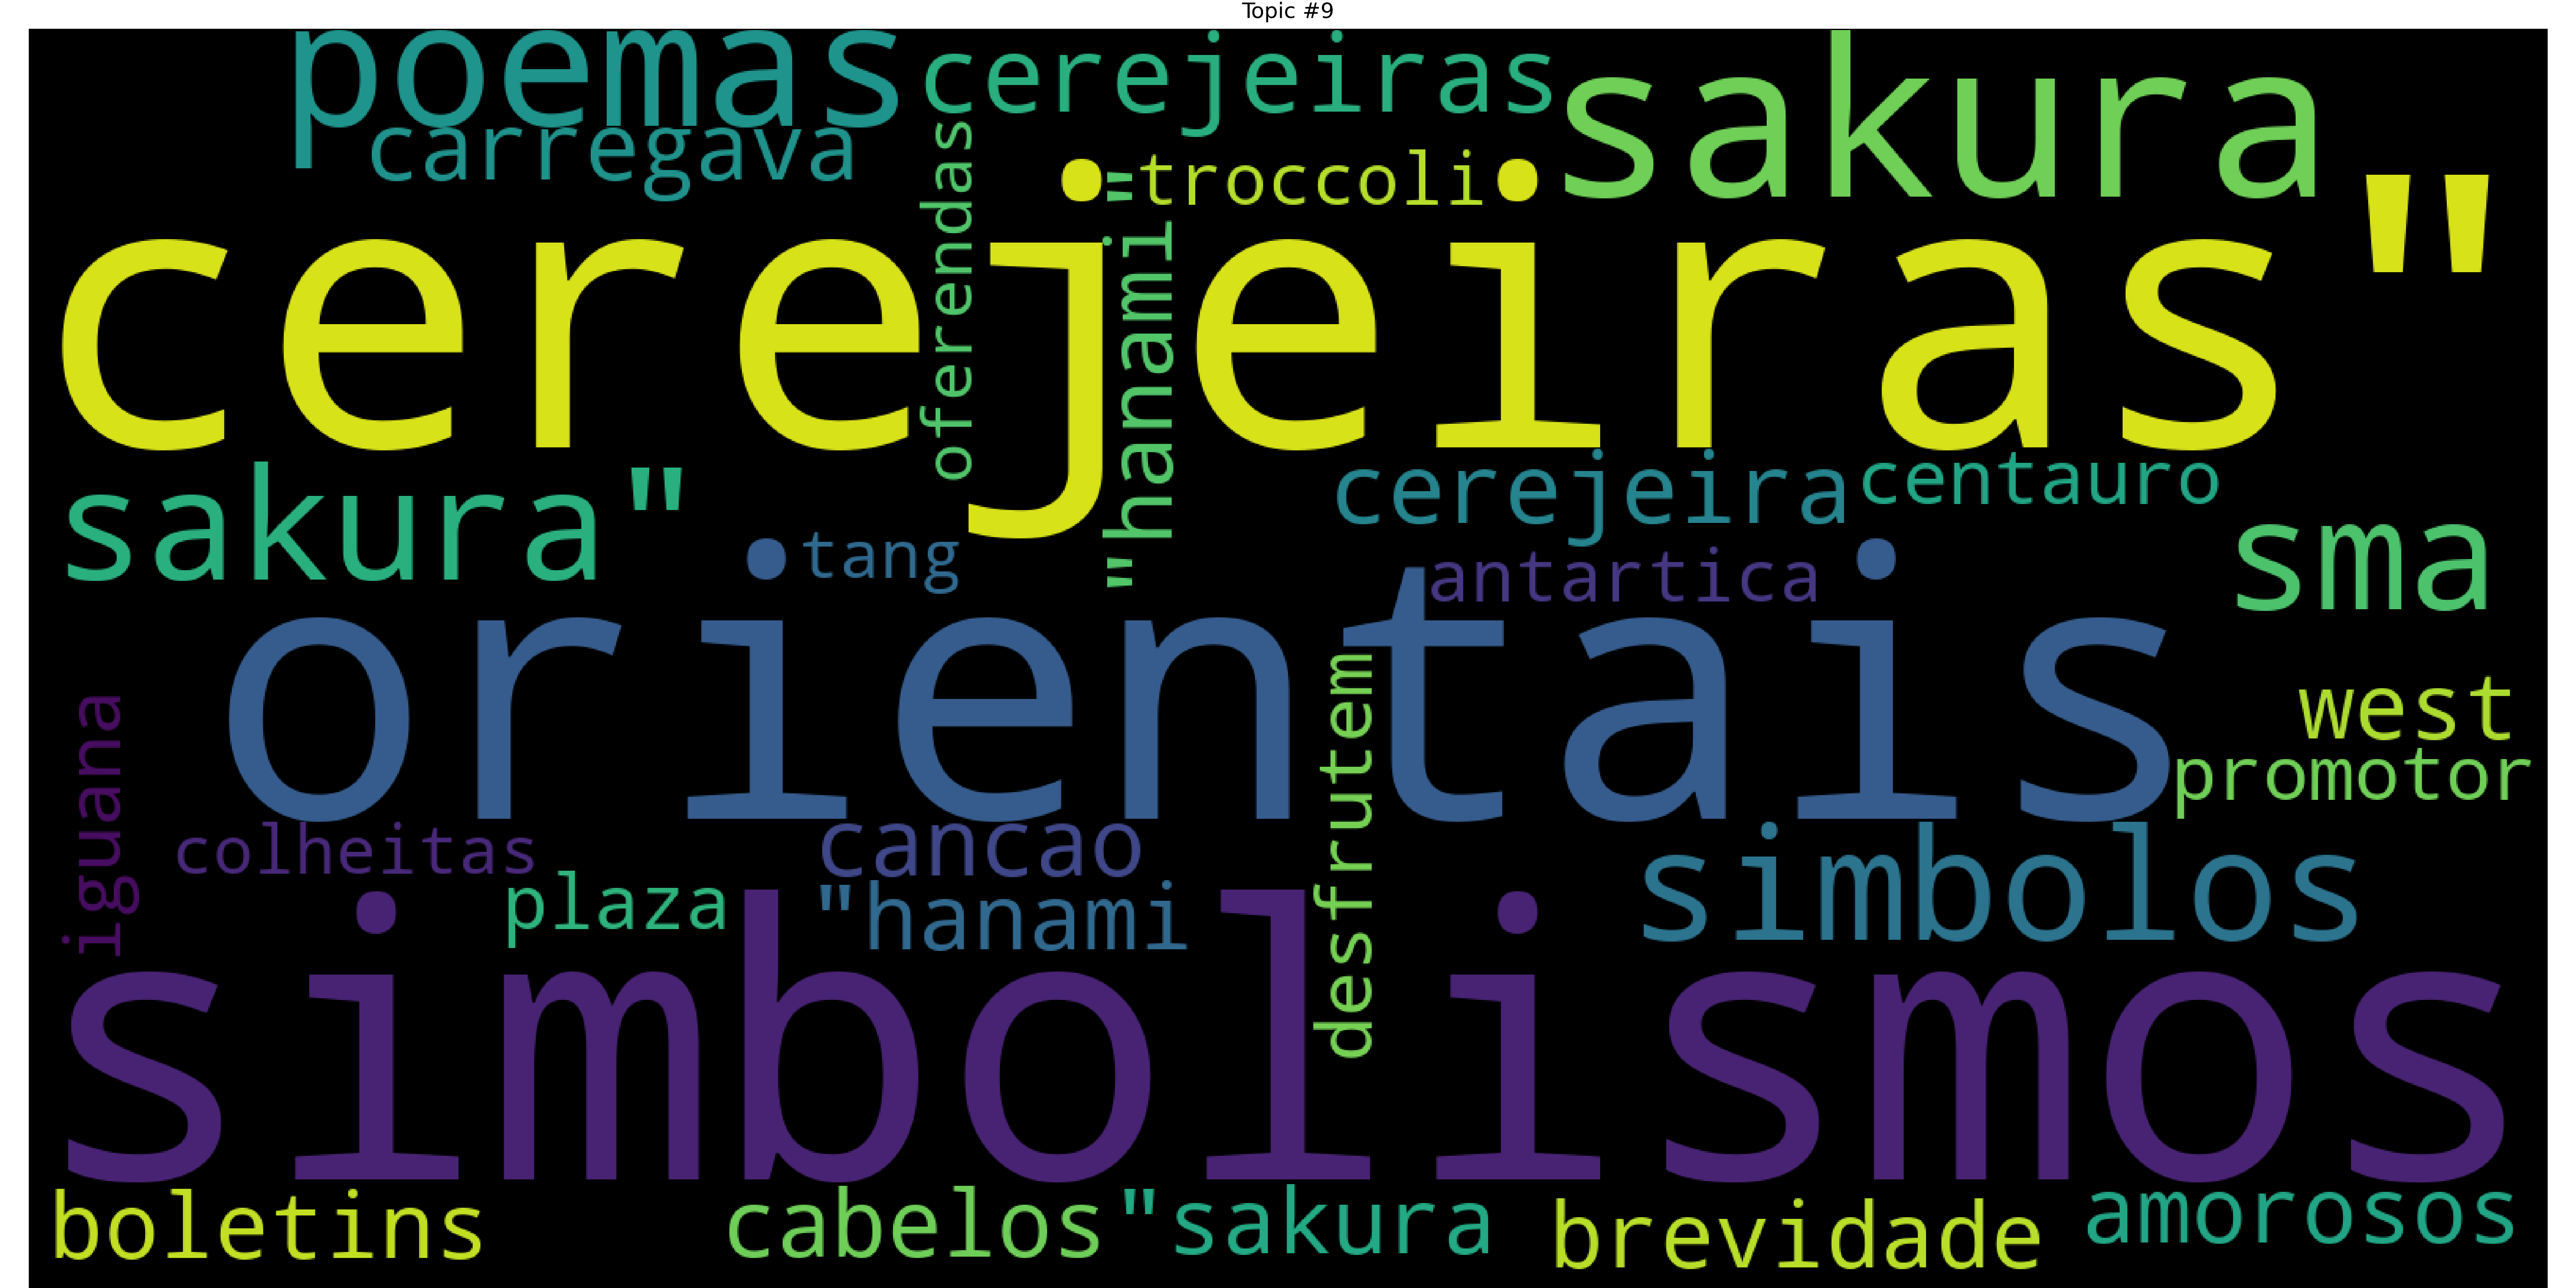 Topic #9
poemas
cerejeiras
sakura
carregava
oferendas
troccoli
"hanami"
cerejeiras"
sakura"
cerejeira
centauro
tang
antartica
sma
orientais
iguana
desfrutem
west
promotor
colheitas
cancao
simbolos
plaza
"hanami
simbolismos
boletins
cabelos
"sakura
brevidade
amorosos